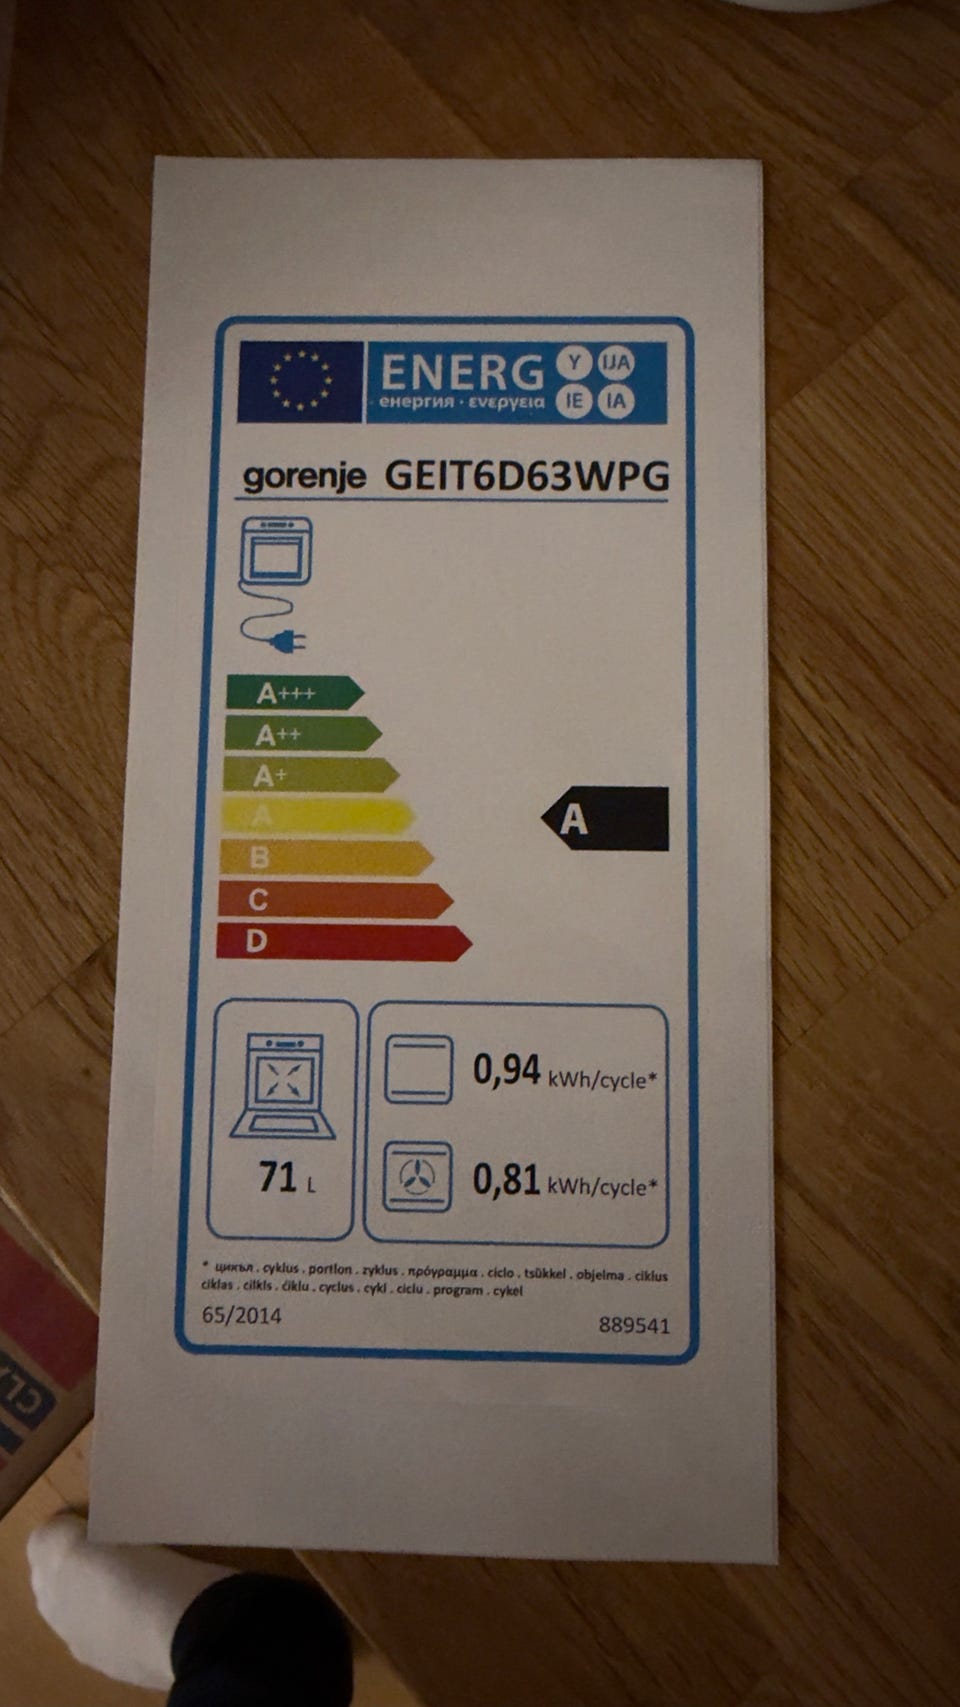 ENERG Y IJA
енергия · ενεργεια IE IA
gorenje GEIT6D63WPG
A+++
A++
A+
A
A
B
C
D
0,94 kWh/cycle*
71 L
0,81 kWh/cycle*
* цикъл . cyklus . portion . zyklus . πρόγραμμα . ciclo . tsükkel . objelma . ciklus
ciklas . cilkls . ċiklu . cyclus . cykl . ciclu . program . cykel
65/2014
889541